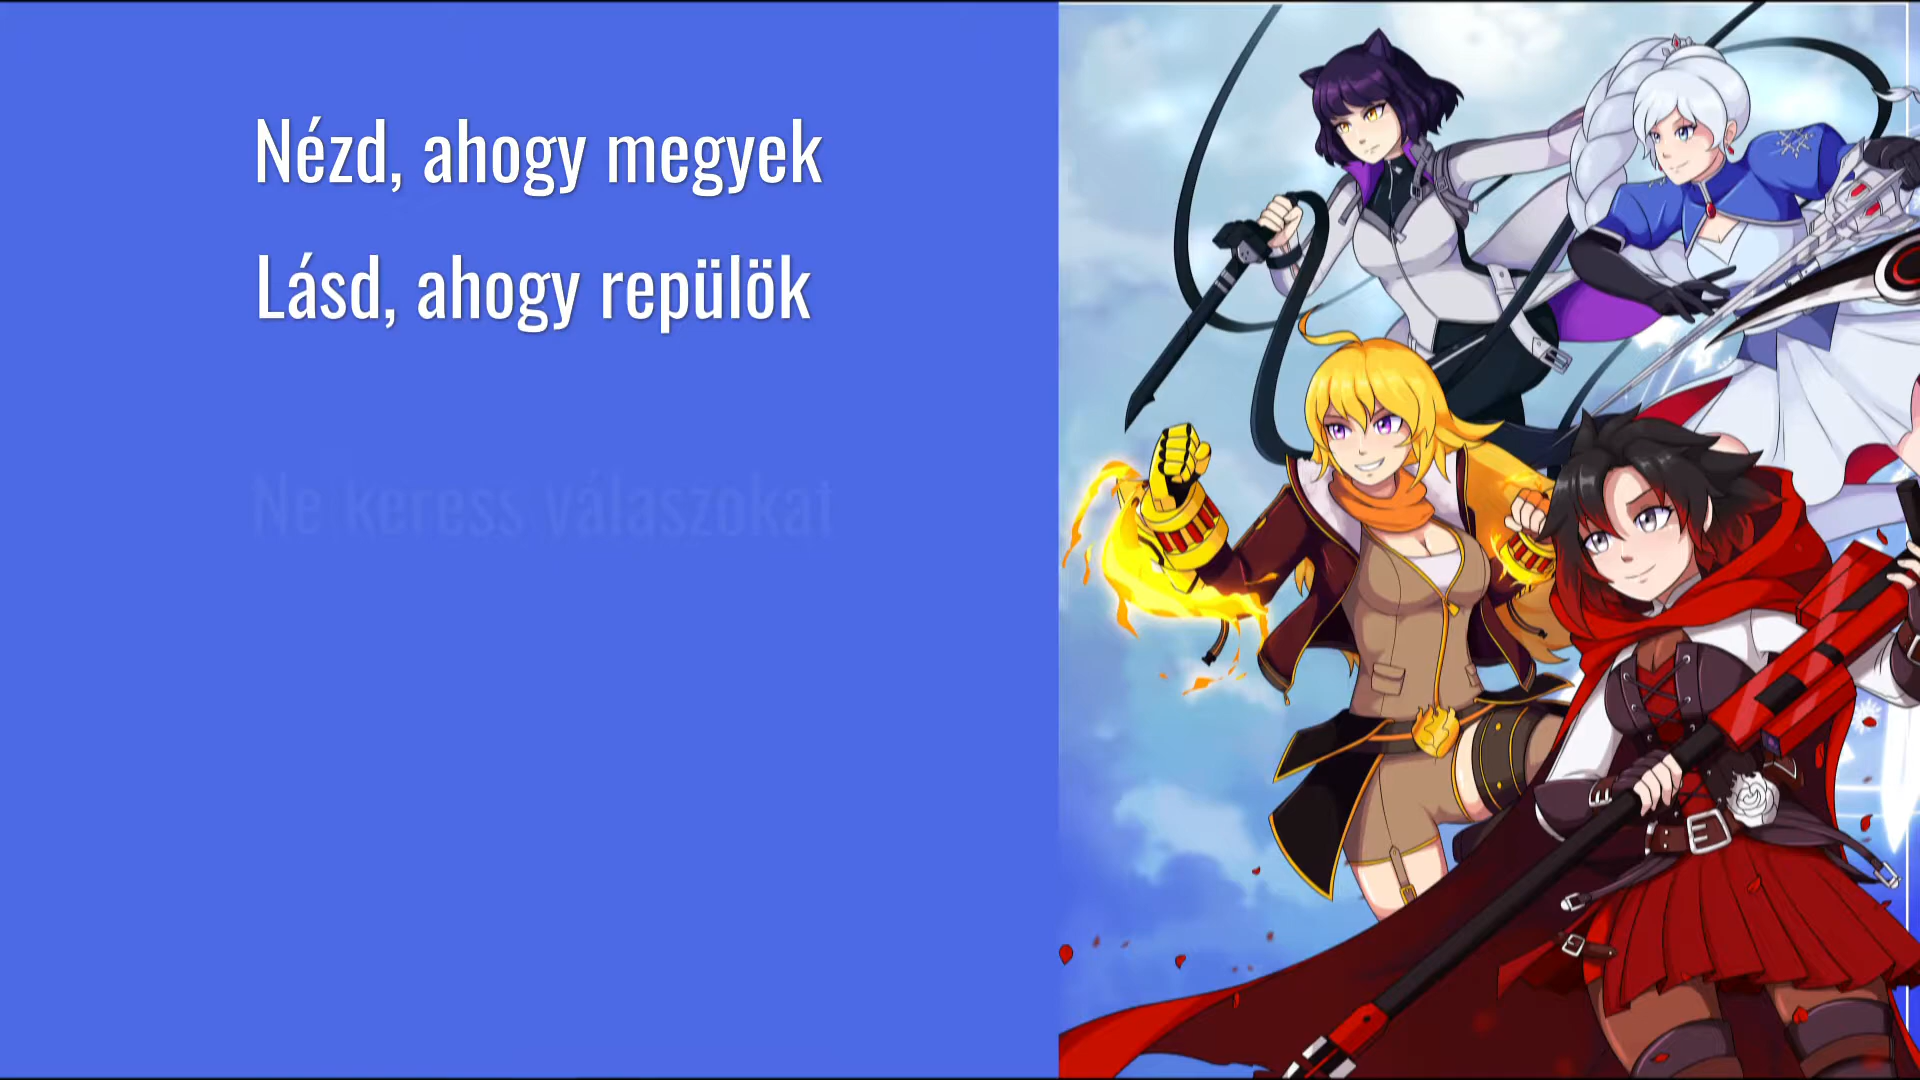 Nézd, ahogy megyek
Lásd, ahogy repülök
Ne keress válaszokat